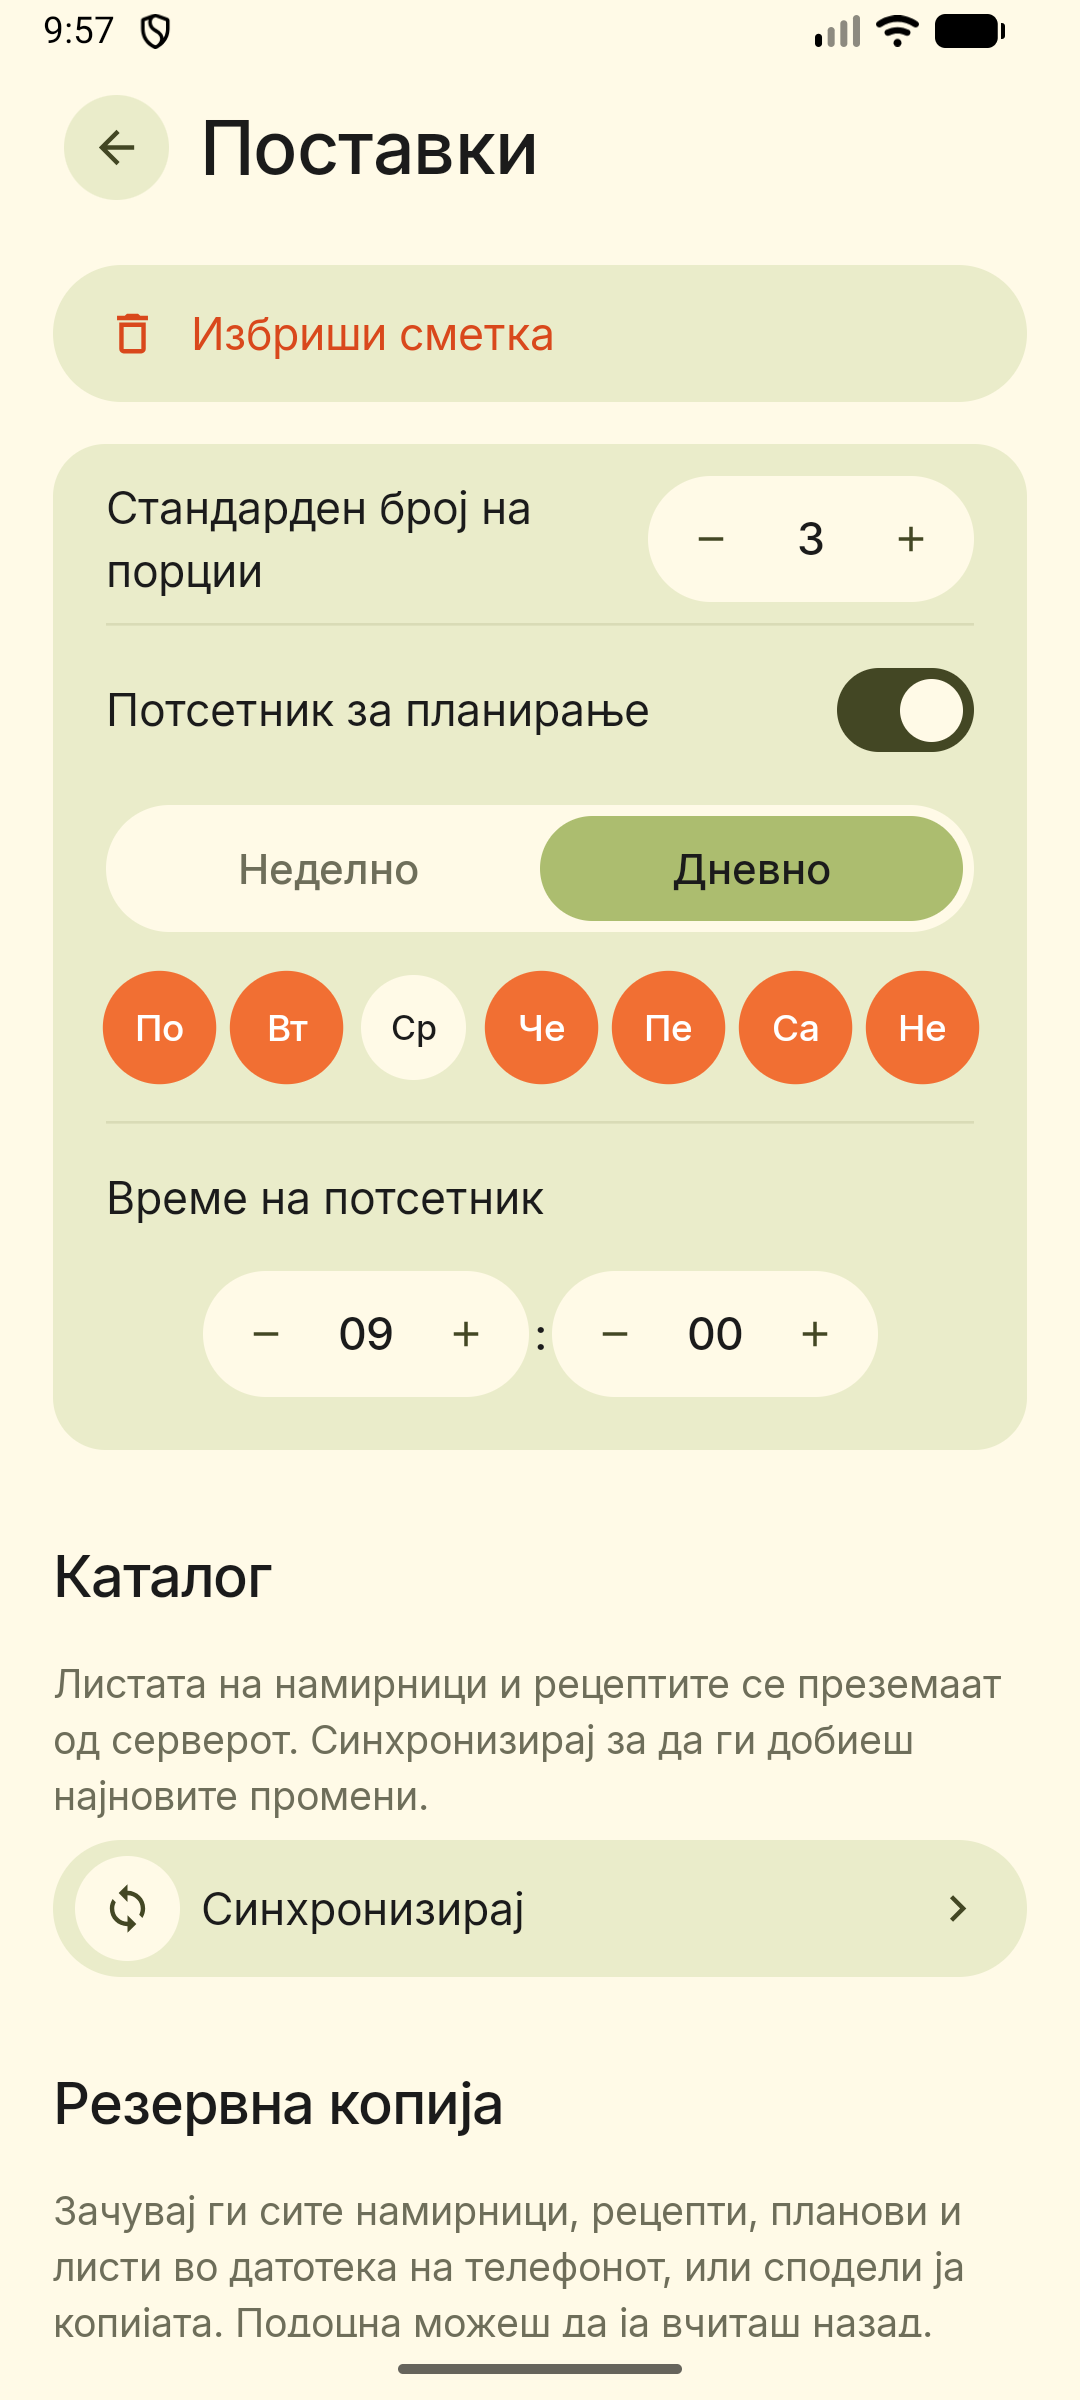 9:57
Поставки
Избриши сметка
Стандарден број на
порции
− 3 +
Потсетник за планирање
Неделно Дневно
По Вт Ср Че Пе Са Не
Време на потсетник
− 09 + : − 00 +
Каталог
Листата на намирници и рецептите се преземаат
од серверот. Синхронизирај за да ги добиеш
најновите промени.
Синхронизирај
Резервна копија
Зачувај ги сите намирници, рецепти, планови и
листи во датотека на телефонот, или сподели ја
копијата. Подоцна можеш да ја вчиташ назад.